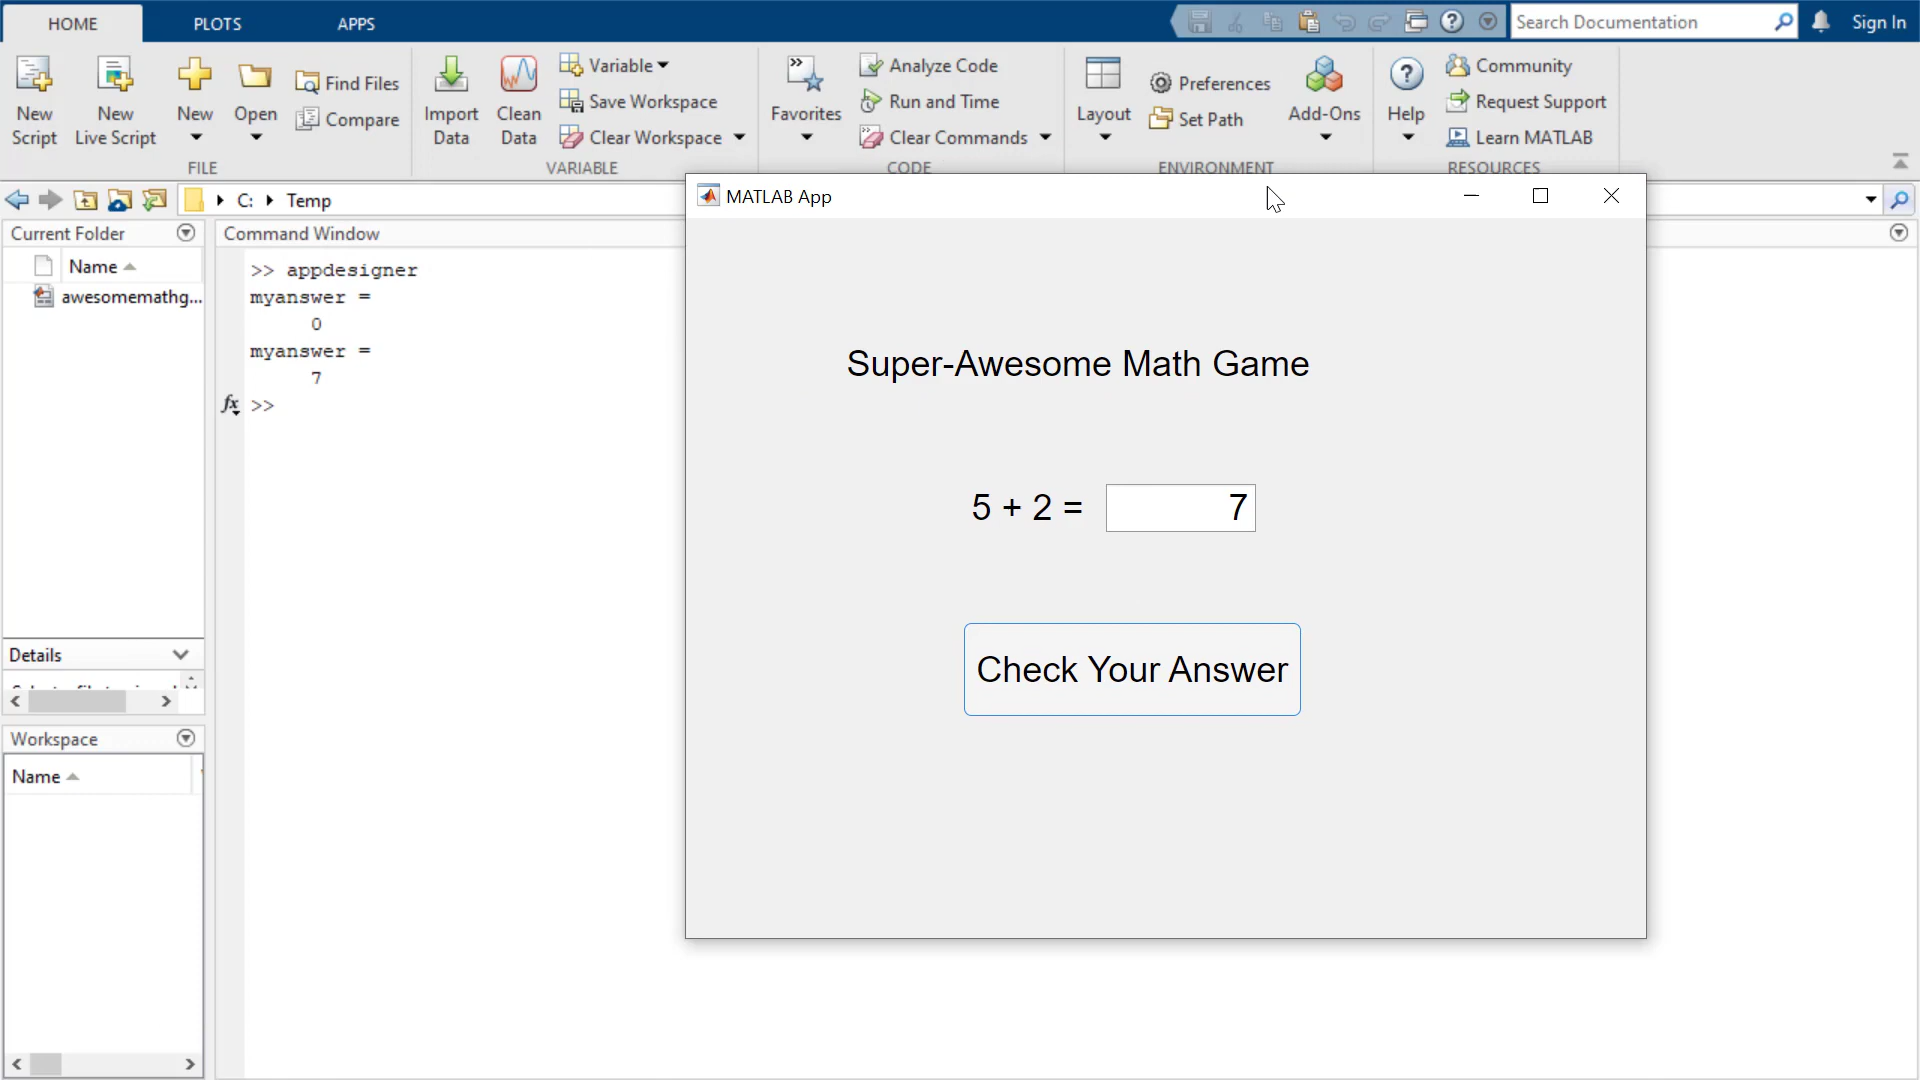 HOME PLOTS APPS
Search Documentation
Sign In
New Script
New Live Script
New
Open
Find Files
Compare
FILE
Import Data
Clean Data
Variable
Save Workspace
Clear Workspace
VARIABLE
Favorites
Analyze Code
Run and Time
Clear Commands
CODE
Layout
Preferences
Set Path
Add-Ons
ENVIRONMENT
Help
Community
Request Support
Learn MATLAB
RESOURCES
C: Temp
Current Folder
Name
awesomemathg...
Details
Workspace
Name
Command Window
>> appdesigner
myanswer =
0
myanswer =
7
fx >>
MATLAB App
Super-Awesome Math Game
5 + 2 = 7
Check Your Answer